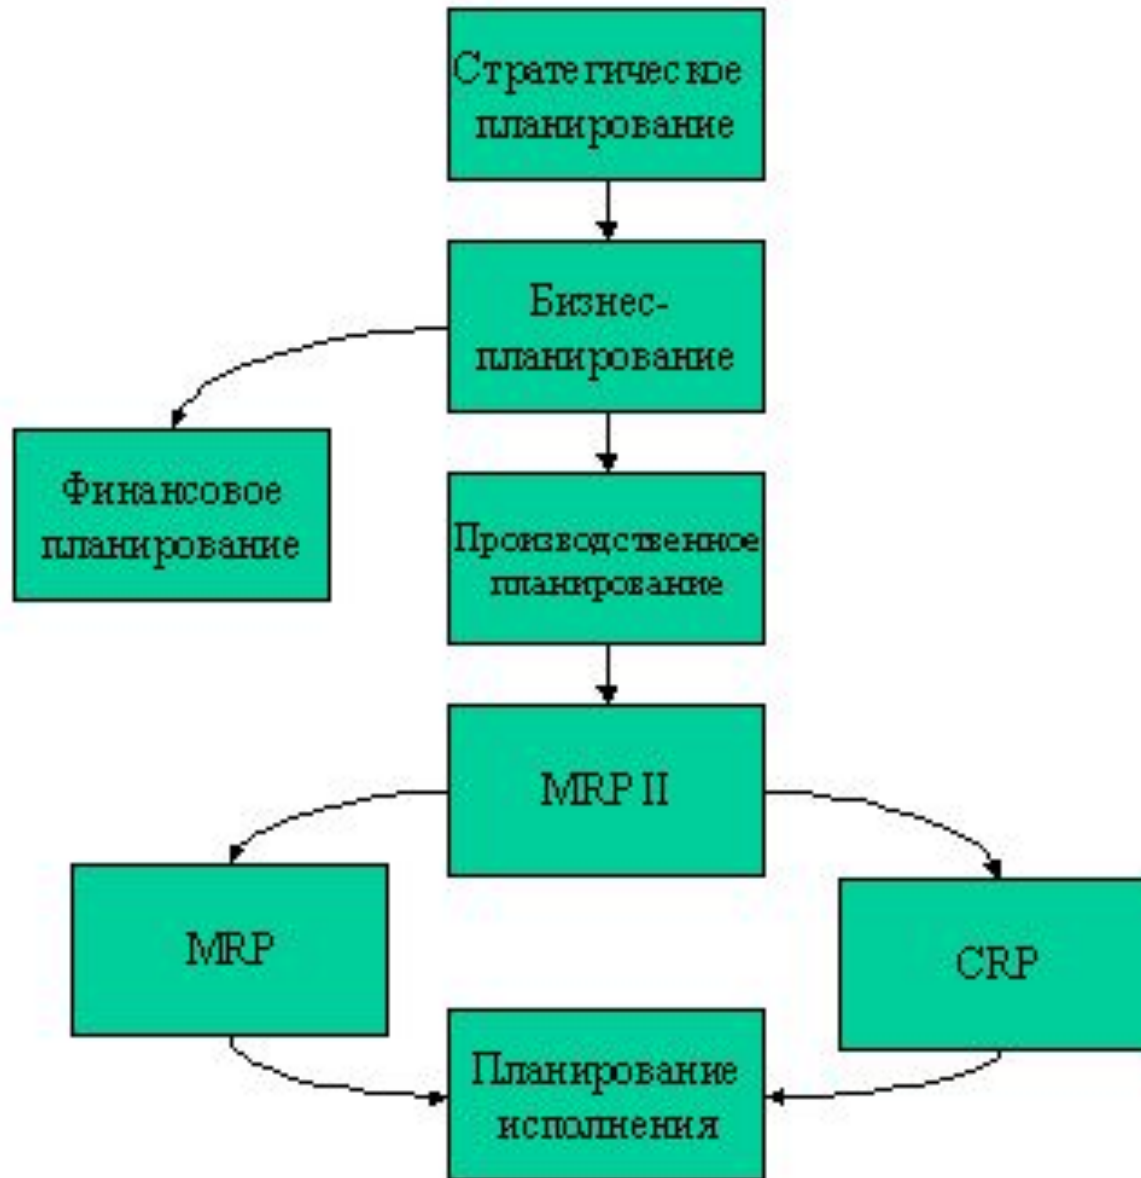 Стратегическое
планирование
Бизнес-
планирование
Финансовое
планирование
Производственное
планирование
MRP II
MRP
CRP
Планирование
исполнения